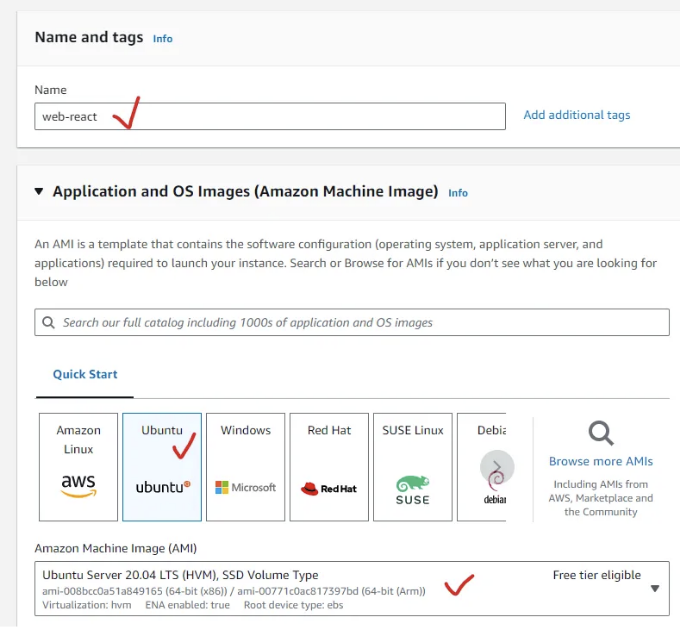 Name and tags Info
Name
web-react
Add additional tags
Application and OS Images (Amazon Machine Image) Info
An AMI is a template that contains the software configuration (operating system, application server, and
applications) required to launch your instance. Search or Browse for AMIs if you don't see what you are looking for
below
Search our full catalog including 1000s of application and OS images
Quick Start
Amazon
Linux
aws
Ubuntu
ubuntu®
Windows
Microsoft
Red Hat
Red Hat
SUSE Linux
SUSE
Debia
debian
Browse more AMIs
Including AMIs from
AWS, Marketplace and
the Community
Amazon Machine Image (AMI)
Ubuntu Server 20.04 LTS (HVM), SSD Volume Type
Free tier eligible
ami-008bcc0a51a849165 (64-bit (x86)) / ami-00771c0ac817397bd (64-bit (Arm))
Virtualization: hvm ENA enabled: true Root device type: ebs